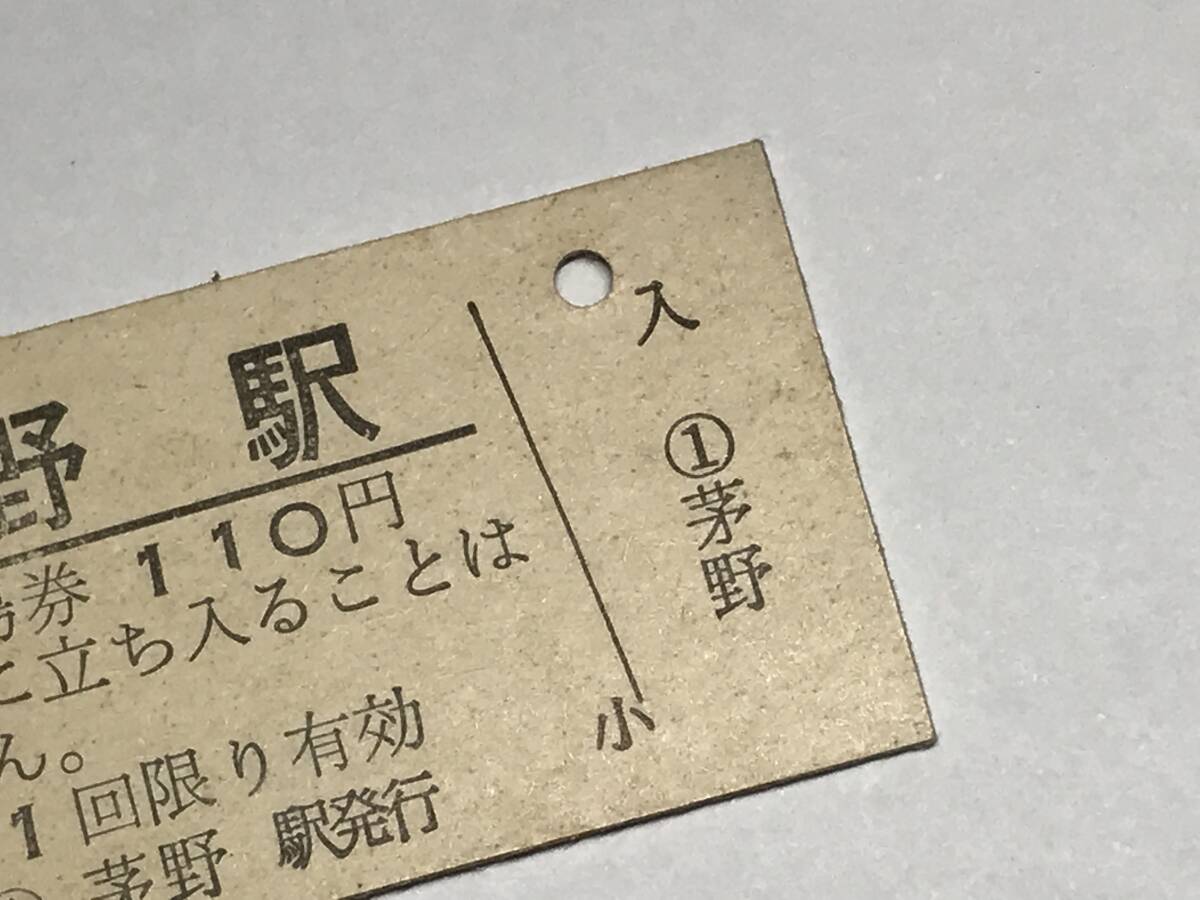 野 駅
券 110円
に立ち入ることは
ん。
1回限り有効
茅野 駅発行
入
①茅野
小